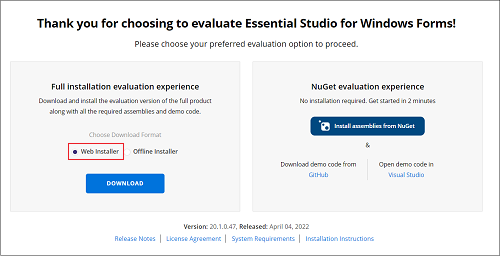 Thank you for choosing to evaluate Essential Studio for Windows Forms!
Please choose your preferred evaluation option to proceed.
Full installation evaluation experience
Download and install the evaluation version of the full product
along with all the required assemblies and demo code.
Choose Download Format
Web Installer
Offline Installer
DOWNLOAD
NuGet evaluation experience
No installation required. Get started in 2 minutes
Install assemblies from NuGet
&
Download demo code from
GitHub
Open demo code in
Visual Studio
Version: 20.1.0.47, Released: April 04, 2022
Release Notes | License Agreement | System Requirements | Installation Instructions